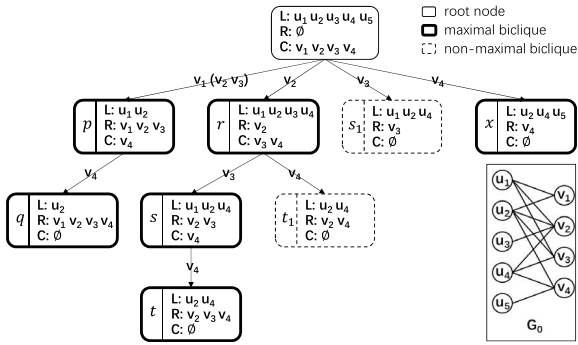 L: u₁ u₂ u₃ u₄ u₅
R: ∅
C: v₁ v₂ v₃ v₄
root node
maximal biclique
non-maximal biclique
v₁ (v₂ v₃)
v₂
v₃
v₄
p
L: u₁ u₂
R: v₁ v₂ v₃
C: v₄
r
L: u₁ u₂ u₃ u₄
R: v₂
C: v₃ v₄
s₁
L: u₁ u₂ u₄
R: v₃
C: ∅
x
L: u₂ u₄ u₅
R: v₄
C: ∅
v₄
v₃
v₄
q
L: u₂
R: v₁ v₂ v₃ v₄
C: ∅
s
L: u₁ u₂ u₄
R: v₂ v₃
C: v₄
t₁
L: u₂ u₄
R: v₂ v₄
C: ∅
v₄
t
L: u₂ u₄
R: v₂ v₃ v₄
C: ∅
u₁
v₁
u₂
v₂
u₃
v₃
u₄
v₄
u₅
G₀